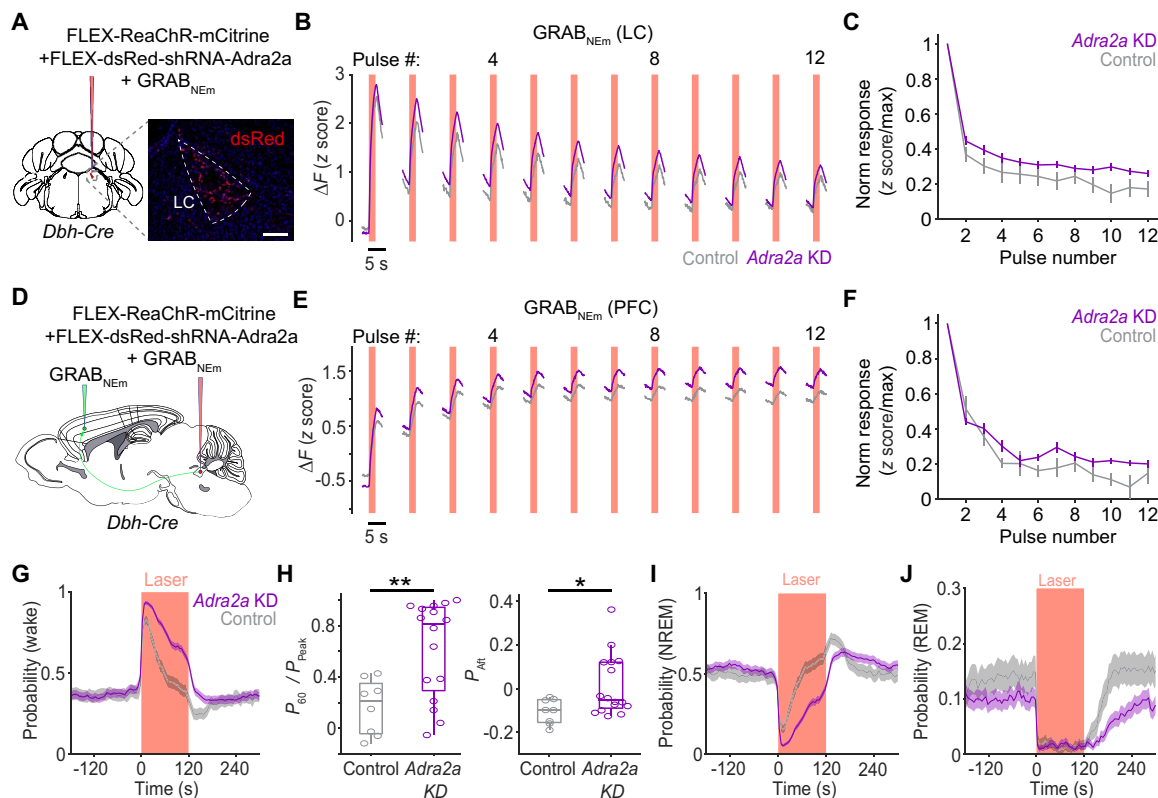 A
FLEX-ReaChR-mCitrine
+FLEX-dsRed-shRNA-Adra2a
+ GRABNEm
dsRed
LC
Dbh-Cre
B
GRABNEm (LC)
Pulse #: 4 8 12
ΔF (z score)
3
2
1
0
5 s
Control Adra2a KD
C
Adra2a KD
Control
Norm response
(z score/max)
1
0.8
0.6
0.4
0.2
0
2 4 6 8 10 12
Pulse number
D
FLEX-ReaChR-mCitrine
+FLEX-dsRed-shRNA-Adra2a
+ GRABNEm
GRABNEm
Dbh-Cre
E
GRABNEm (PFC)
Pulse #: 4 8 12
ΔF (z score)
1.5
0.5
-0.5
5 s
F
Adra2a KD
Control
Norm response
(z score/max)
1
0.8
0.6
0.4
0.2
0
2 4 6 8 10 12
Pulse number
G
Laser
Adra2a KD
Control
Probability (wake)
1
0.5
0
-120 0 120 240
Time (s)
H
**
P60 / PPeak
0.8
0.4
0
Control Adra2a
KD
*
PAft
0.4
0.2
0
-0.2
Control Adra2a
KD
I
Laser
Probability (NREM)
1
0.5
0
-120 0 120 240
Time (s)
J
Laser
Probability (REM)
0.3
0.2
0.1
0
-120 0 120 240
Time (s)